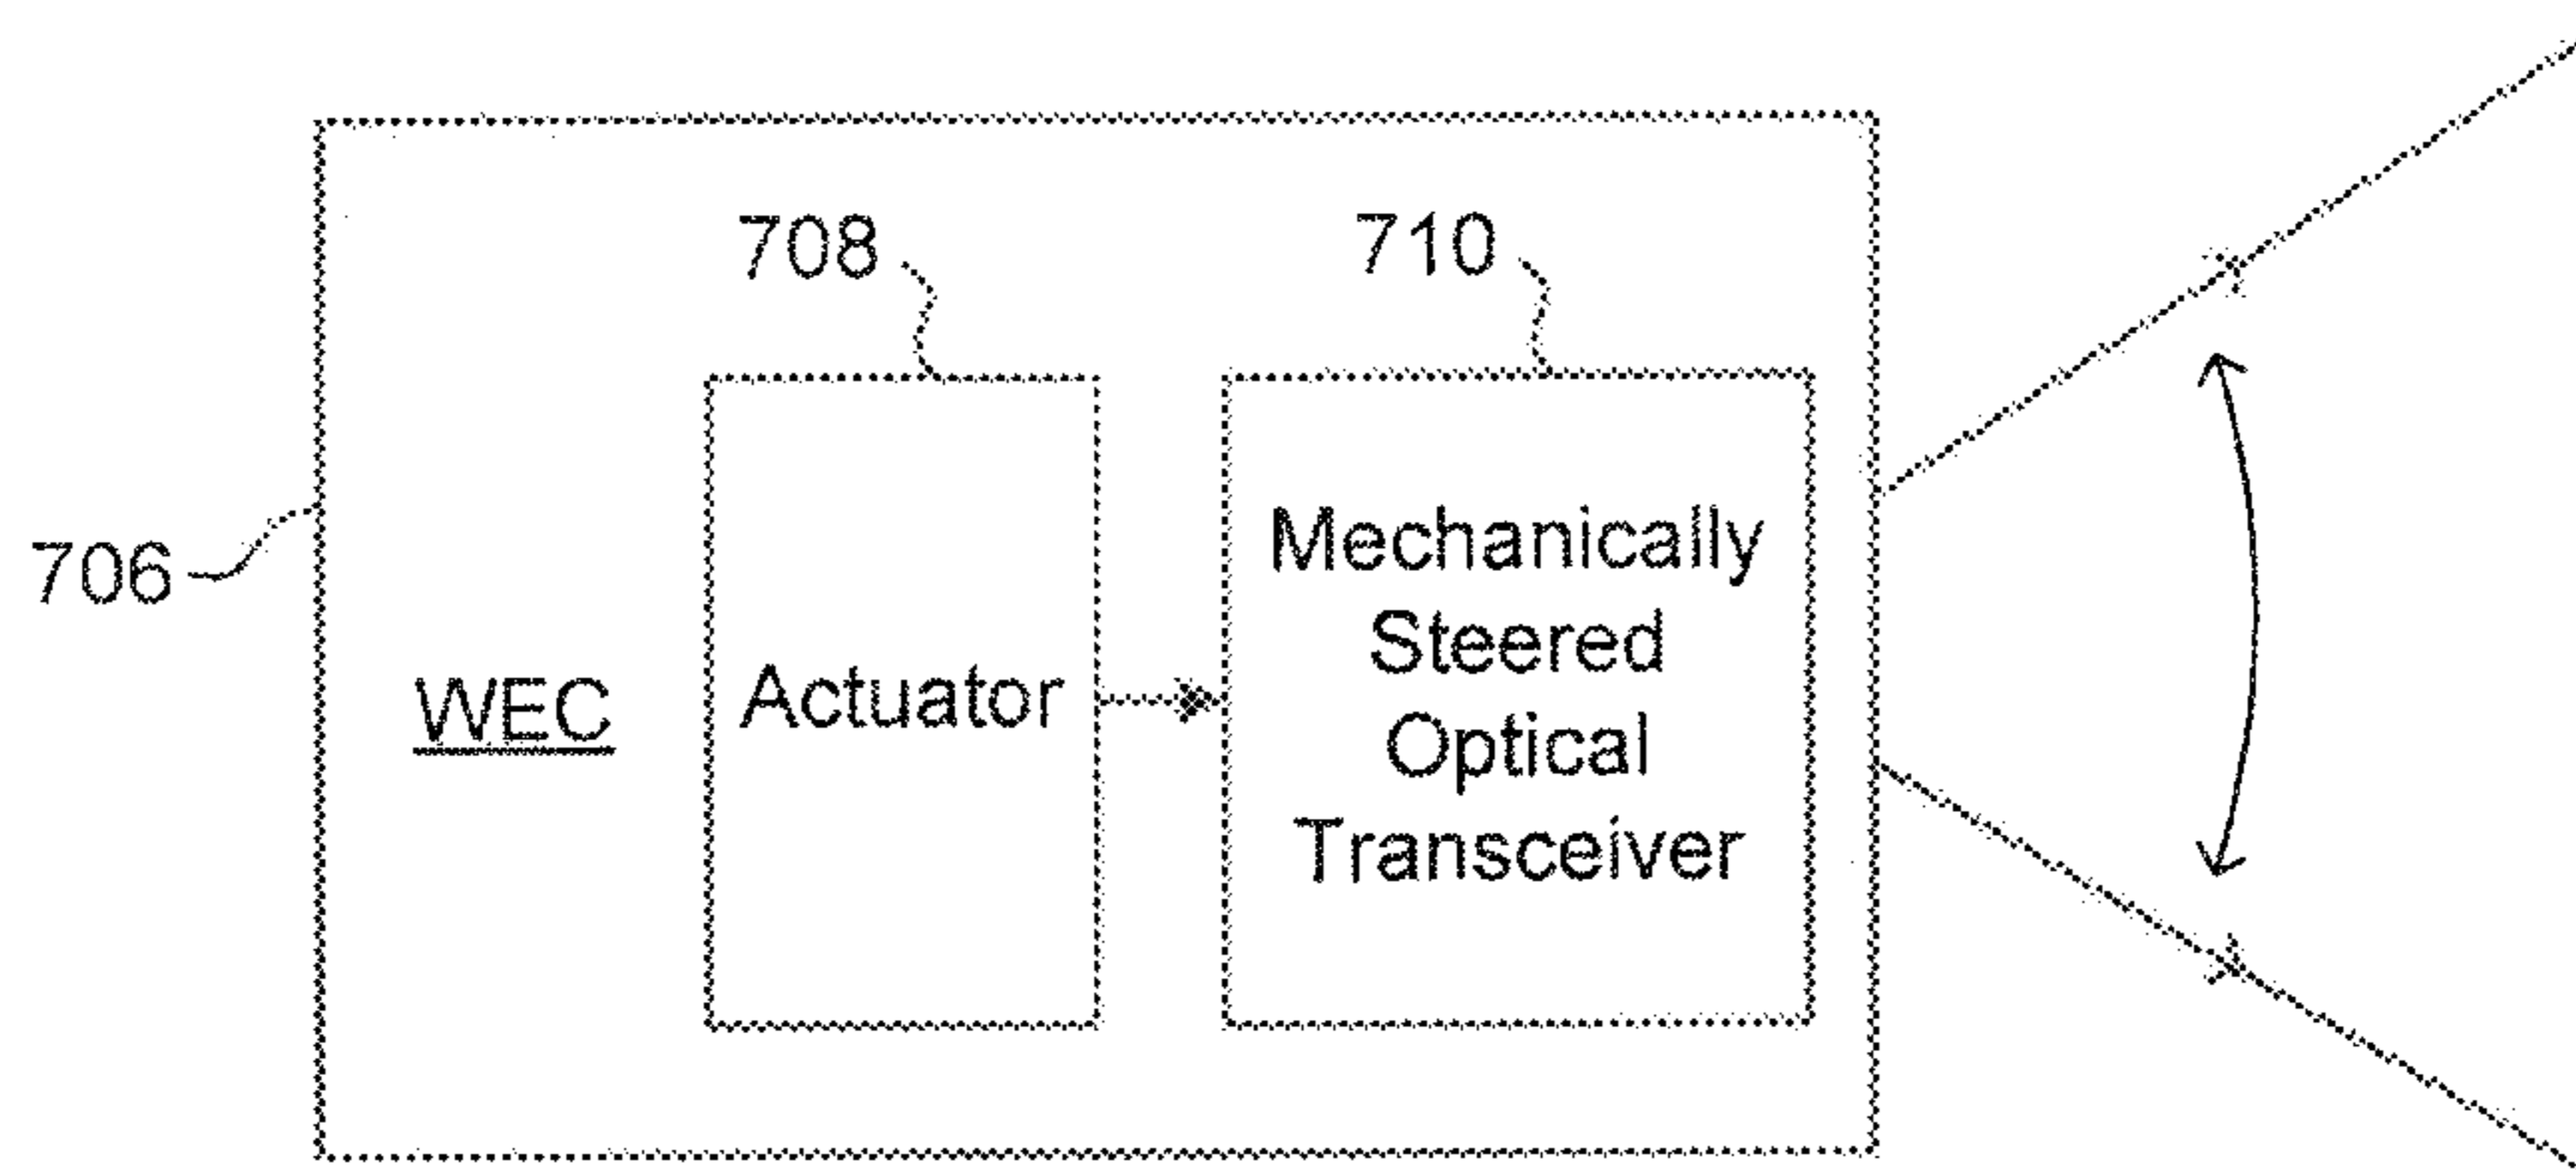 708
710
706
WEC
Actuator
Mechanically
Steered
Optical
Transceiver